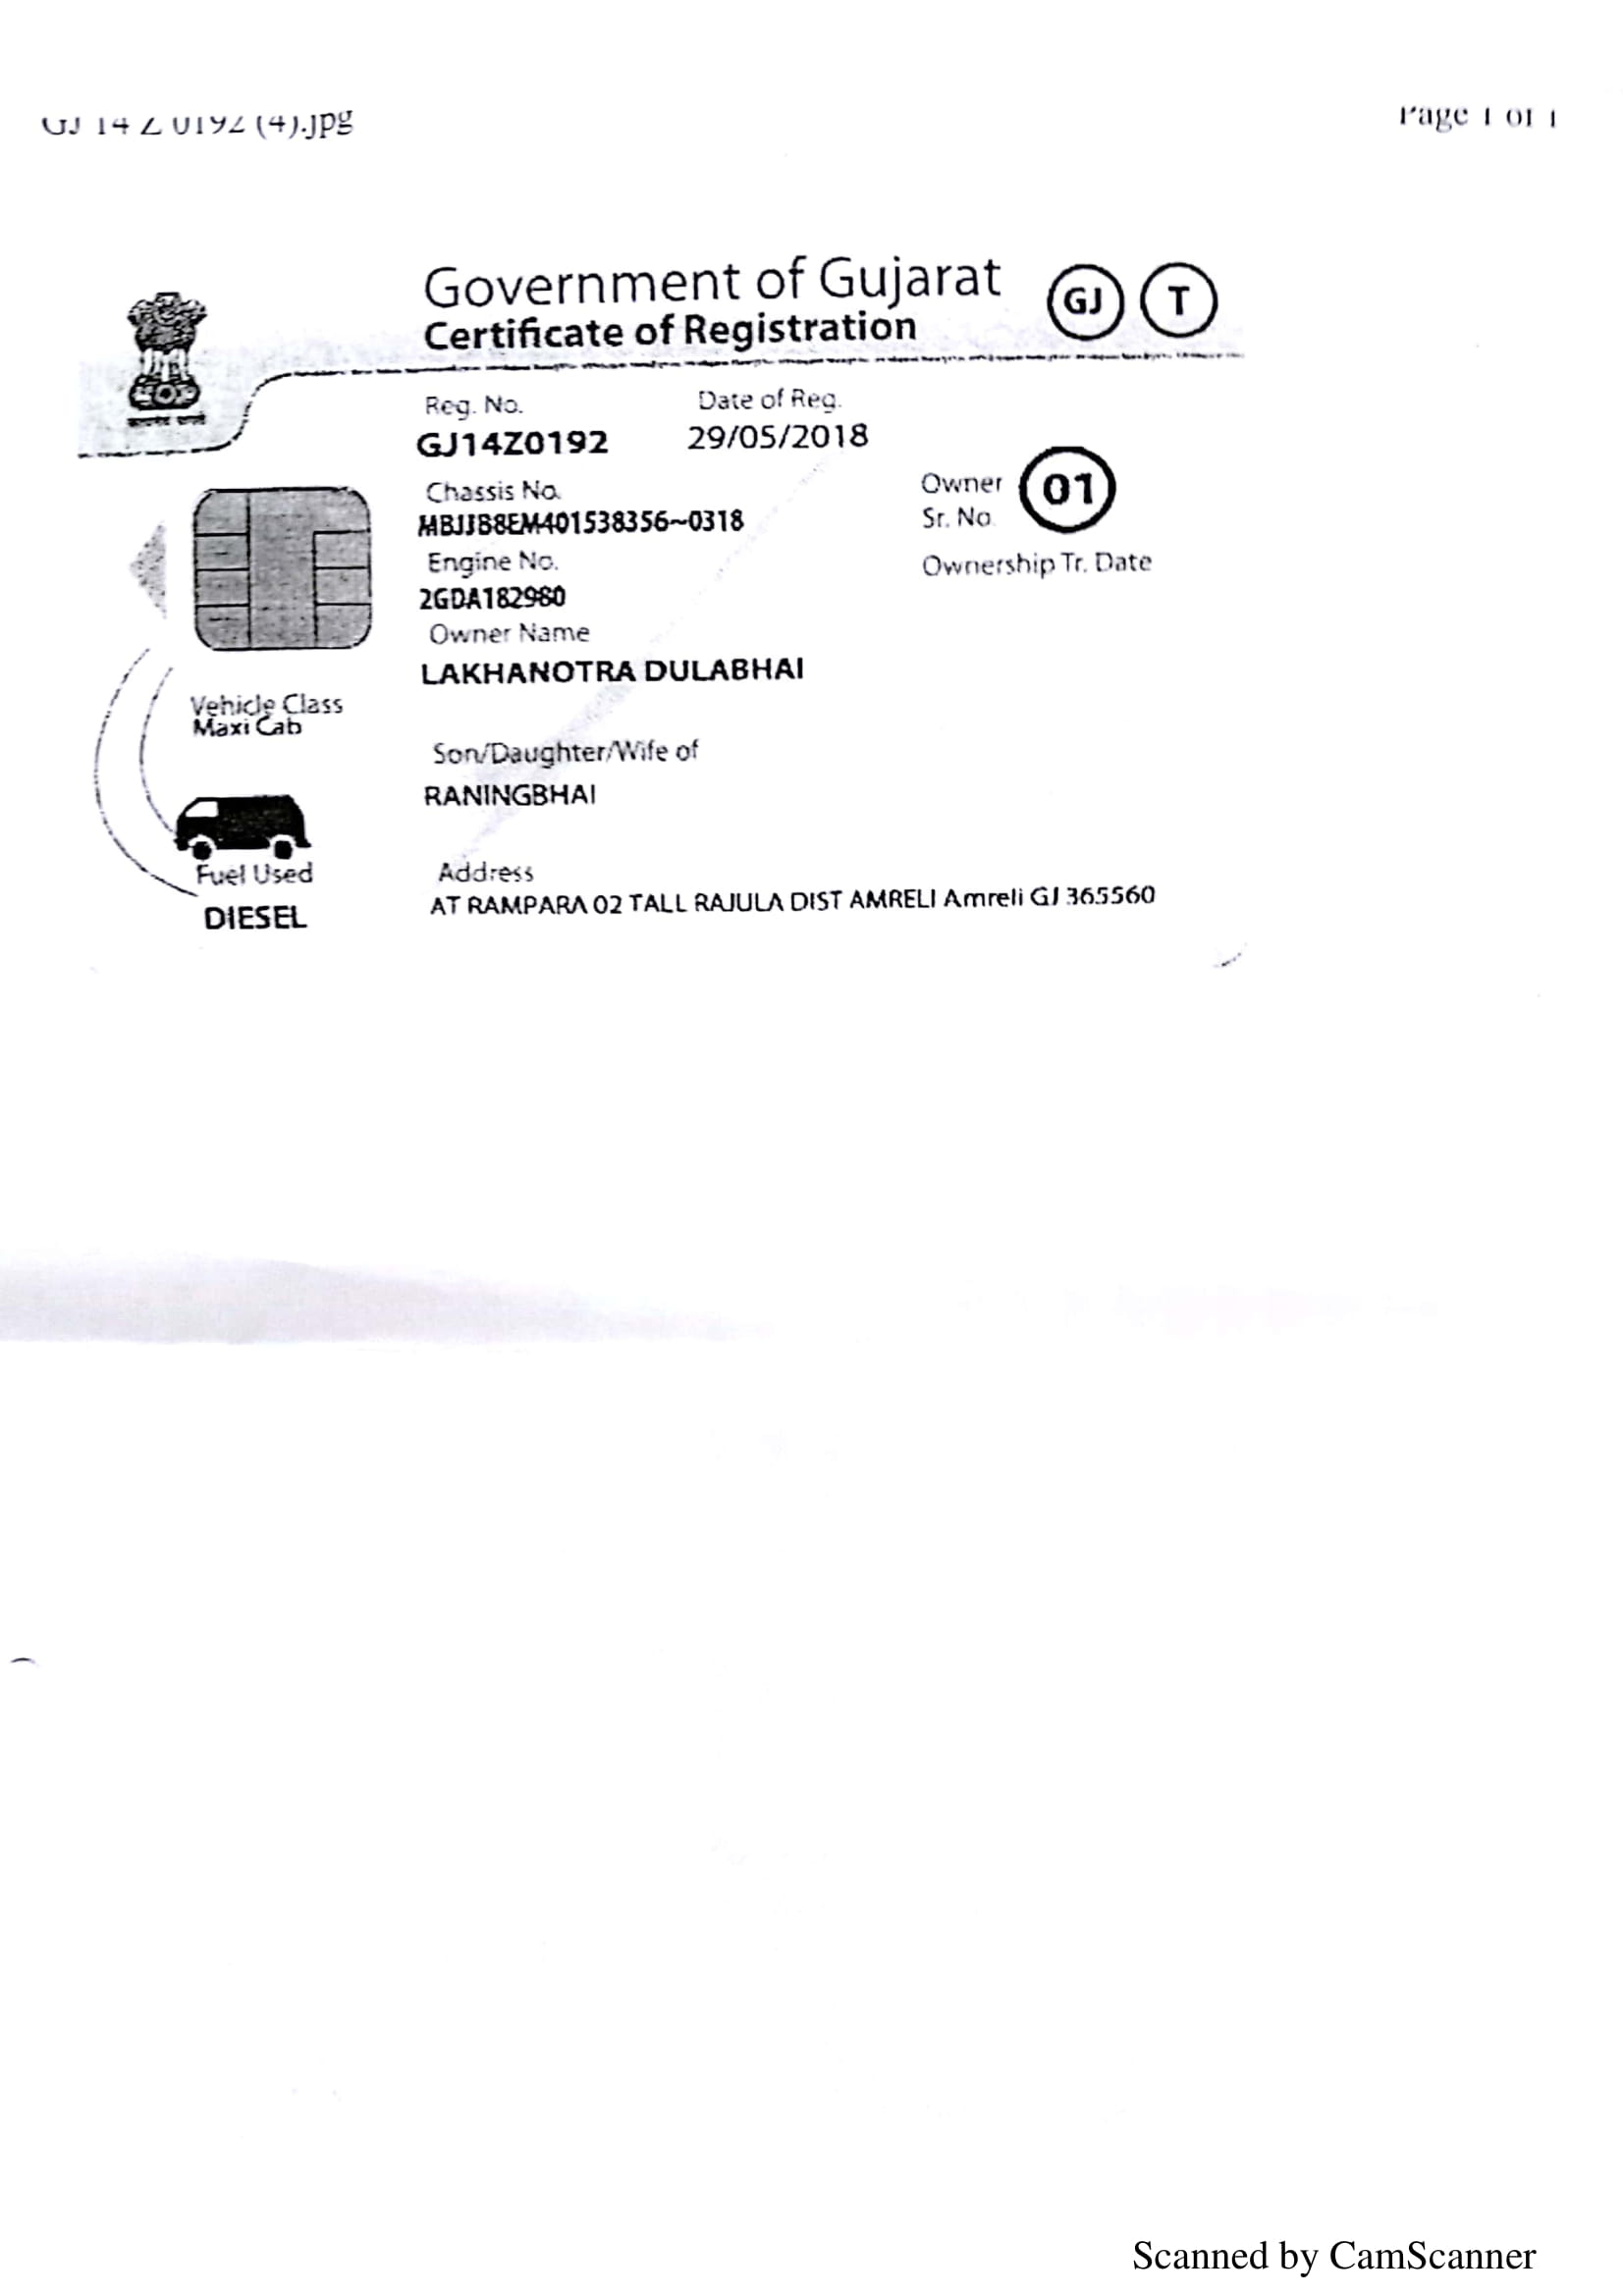 GJ 14 Z 0192 (4).jpg
Page 1 of 1
Government of Gujarat
GJ T
Certificate of Registration
Reg. No. Date of Reg.
GJ14Z0192 29/05/2018
Chassis No.
MBJJB8EM401538356~0318
Owner
Sr. No
01
Engine No.
Ownership Tr. Date
2GDA182980
Owner Name
LAKHANOTRA DULABHAI
Vehicle Class
Maxi Cab
Son/Daughter/Wife of
RANINGBHAI
Fuel Used
DIESEL
Address
AT RAMPARA 02 TALL RAJULA DIST AMRELI Amreli GJ 365560
Scanned by CamScanner